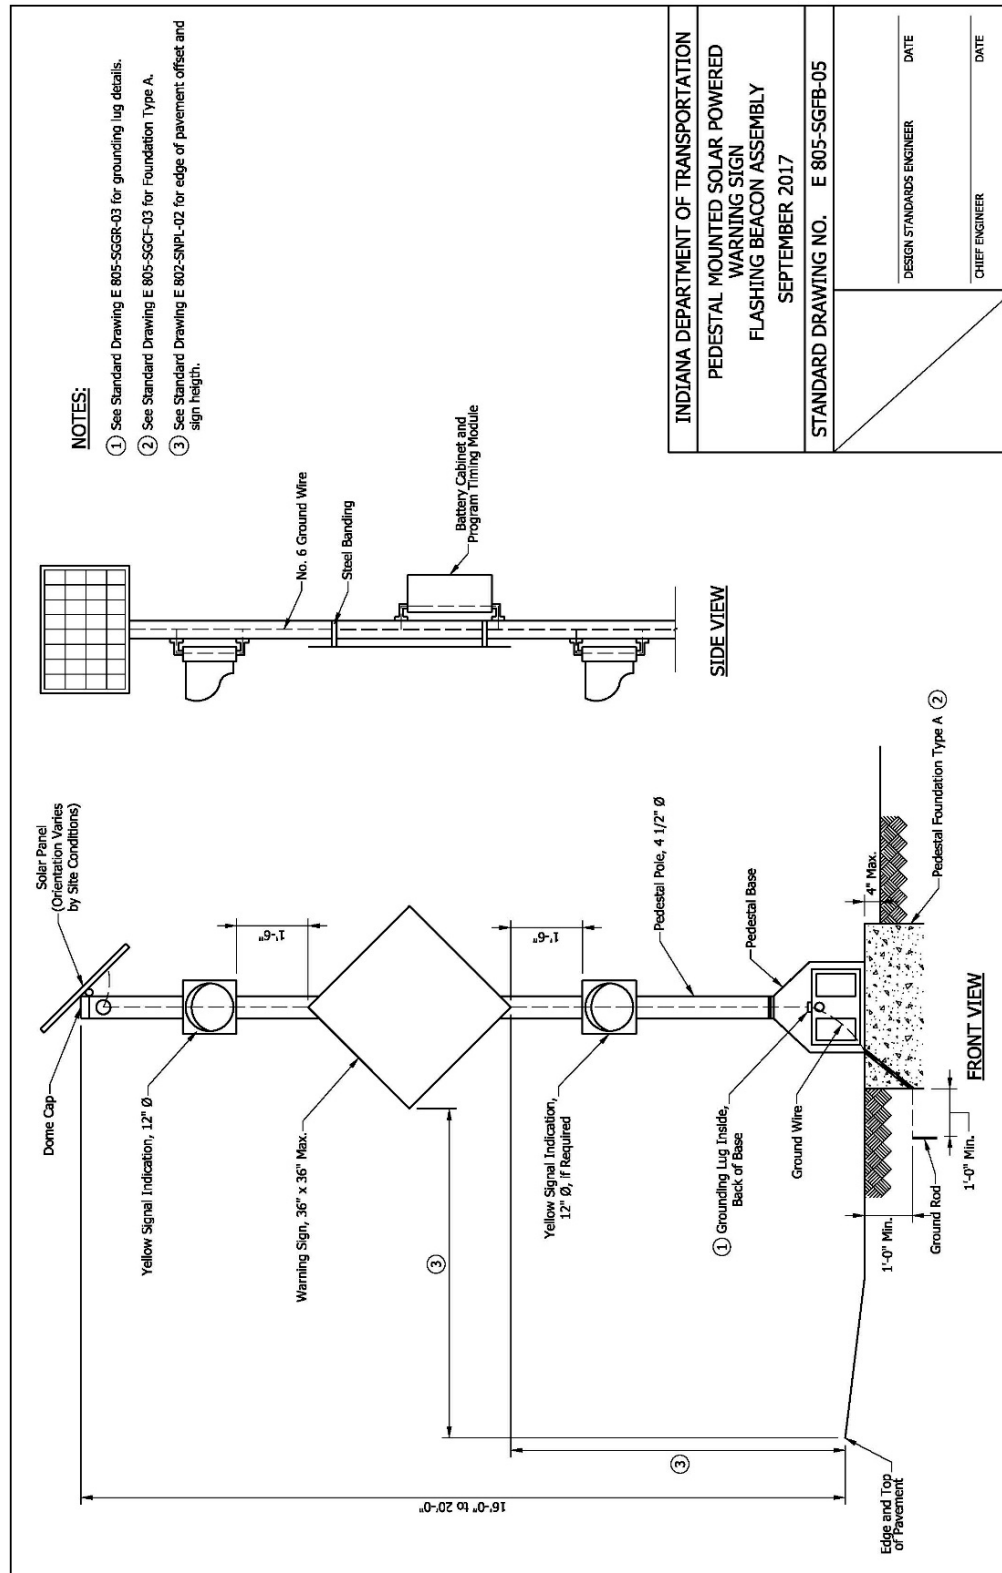 NOTES:
① See Standard Drawing E 805-SGGR-03 for grounding lug details.
② See Standard Drawing E 805-SGCF-03 for Foundation Type A.
③ See Standard Drawing E 802-SNPL-02 for edge of pavement offset and
sign heigth.
Solar Panel
(Orientation Varies
by Site Conditions)
Dome Cap
Yellow Signal Indication, 12" Ø
1'-6"
Warning Sign, 36" x 36" Max.
③
1'-6"
Yellow Signal Indication,
12" Ø, if Required
Pedestal Pole, 4 1/2" Ø
Pedestal Base
① Grounding Lug Inside,
Back of Base
Ground Wire
4" Max.
Pedestal Foundation Type A ②
1'-0" Min.
Ground Rod
1'-0" Min.
③
16'-0" to 20'-0"
Edge and Top
of Pavement
FRONT VIEW
No. 6 Ground Wire
Steel Banding
Battery Cabinet and
Program Timing Module
SIDE VIEW
INDIANA DEPARTMENT OF TRANSPORTATION
PEDESTAL MOUNTED SOLAR POWERED
WARNING SIGN
FLASHING BEACON ASSEMBLY
SEPTEMBER 2017
STANDARD DRAWING NO. E 805-SGFB-05
DESIGN STANDARDS ENGINEER DATE
CHIEF ENGINEER DATE